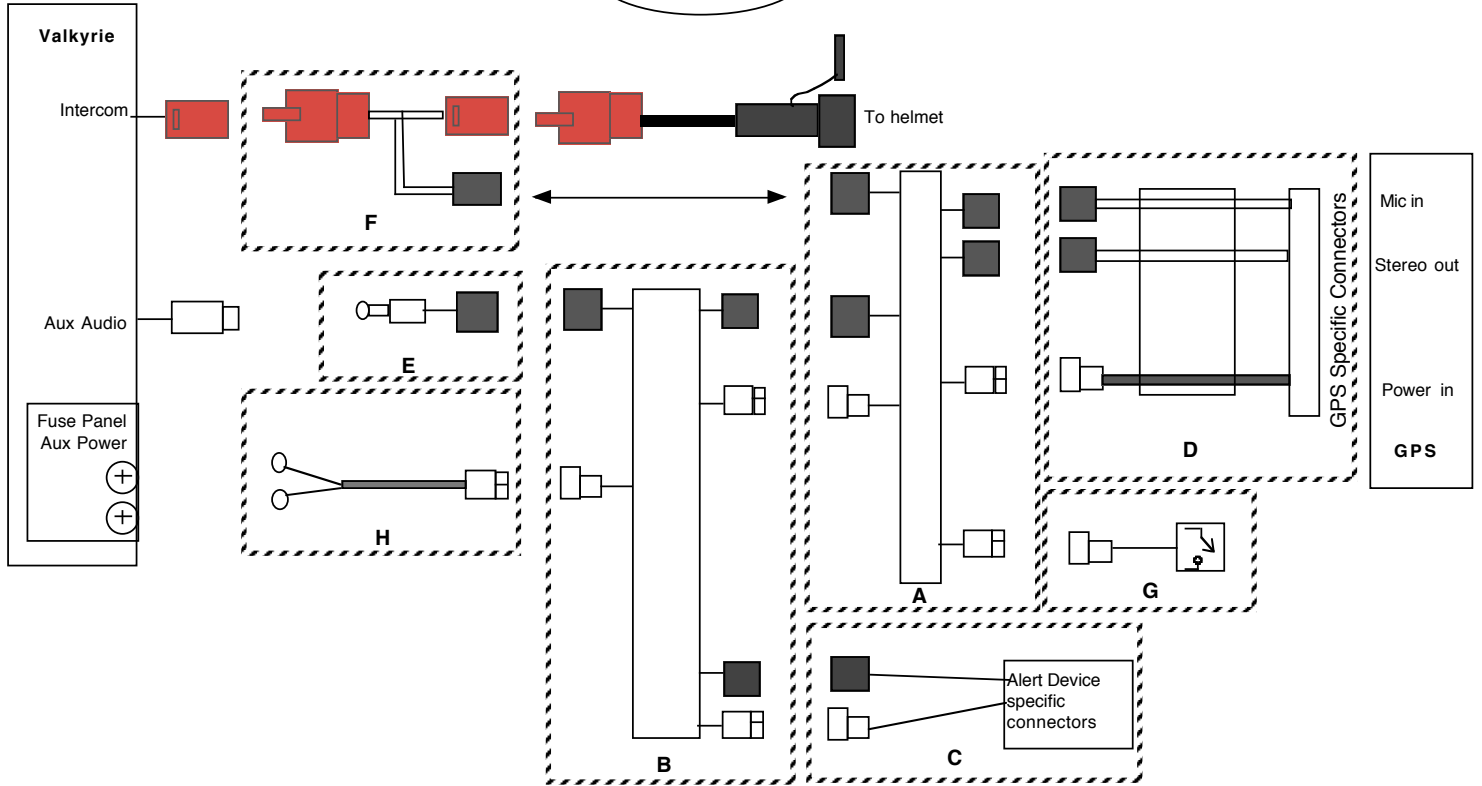 Valkyrie
Intercom
To helmet
F
Mic in
Stereo out
GPS Specific Connectors
Aux Audio
E
Power in
Fuse Panel
Aux Power
D
GPS
H
G
A
Alert Device
specific
connectors
B
C